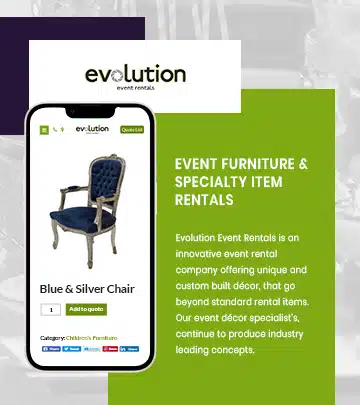 evolution
event rentals
evolution
Quote List
Blue & Silver Chair
1
Add to quote
Category: Children's Furniture
EVENT FURNITURE &
SPECIALTY ITEM
RENTALS
Evolution Event Rentals is an
innovative event rental
company offering unique and
custom built décor, that go
beyond standard rental items.
Our event décor specialist's,
continue to produce industry
leading concepts.